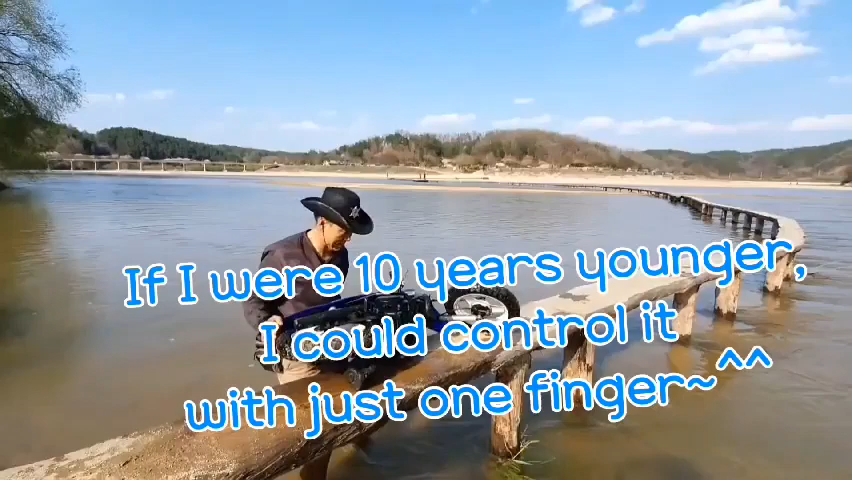 If I were 10 years younger,
I could control it
with just one finger~^^